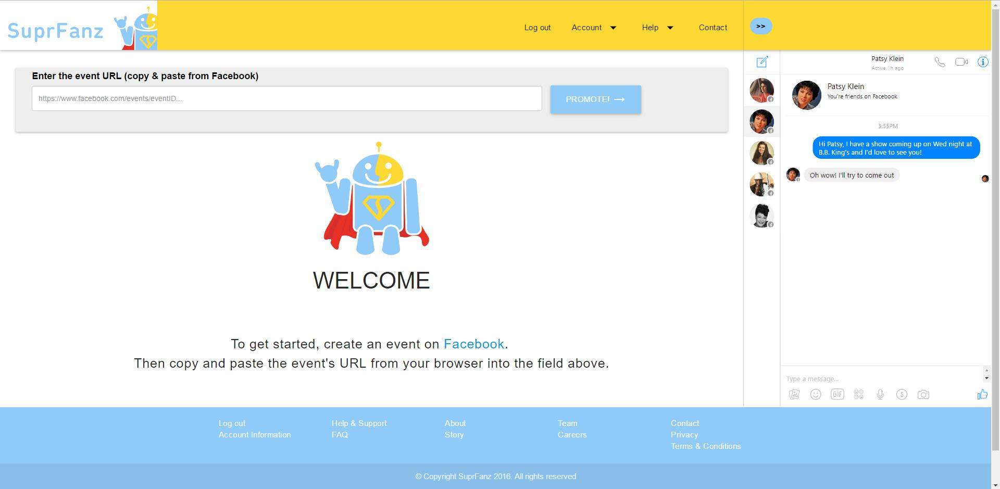 SuprFanz
Log out
Account
Help
Contact
>>
Enter the event URL (copy & paste from Facebook)
https://www.facebook.com/events/eventID...
PROMOTE! →
WELCOME
To get started, create an event on Facebook.
Then copy and paste the event's URL from your browser into the field above.
Patsy Klein
Active 1h ago
Patsy Klein
You're friends on Facebook
3:55PM
Hi Patsy, I have a show coming up on Wed night at
B.B. King's and I'd love to see you!
Oh wow! I'll try to come out
Type a message...
GIF
$
Log out
Account Information
Help & Support
FAQ
About
Story
Team
Careers
Contact
Privacy
Terms & Conditions
© Copyright SuprFanz 2016. All rights reserved